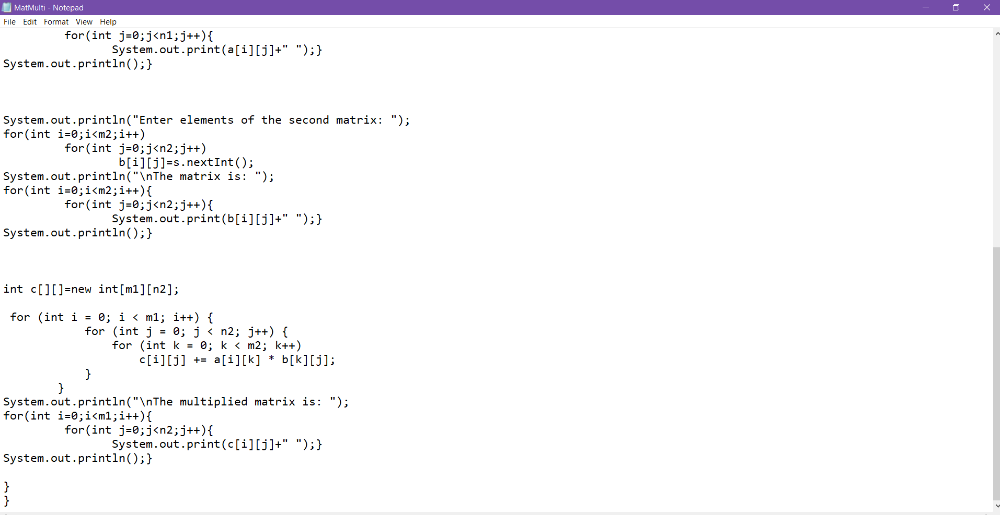 MatMulti - Notepad
File Edit Format View Help
for(int j=0;j<n1;j++){
System.out.print(a[i][j]+" ");}
System.out.println();}
System.out.println("Enter elements of the second matrix: ");
for(int i=0;i<m2;i++)
for(int j=0;j<n2;j++)
b[i][j]=s.nextInt();
System.out.println("\nThe matrix is: ");
for(int i=0;i<m2;i++){
for(int j=0;j<n2;j++){
System.out.print(b[i][j]+" ");}
System.out.println();}
int c[][]=new int[m1][n2];
for (int i = 0; i < m1; i++) {
for (int j = 0; j < n2; j++) {
for (int k = 0; k < m2; k++)
c[i][j] += a[i][k] * b[k][j];
}
}
System.out.println("\nThe multiplied matrix is: ");
for(int i=0;i<m1;i++){
for(int j=0;j<n2;j++){
System.out.print(c[i][j]+" ");}
System.out.println();}
}
}